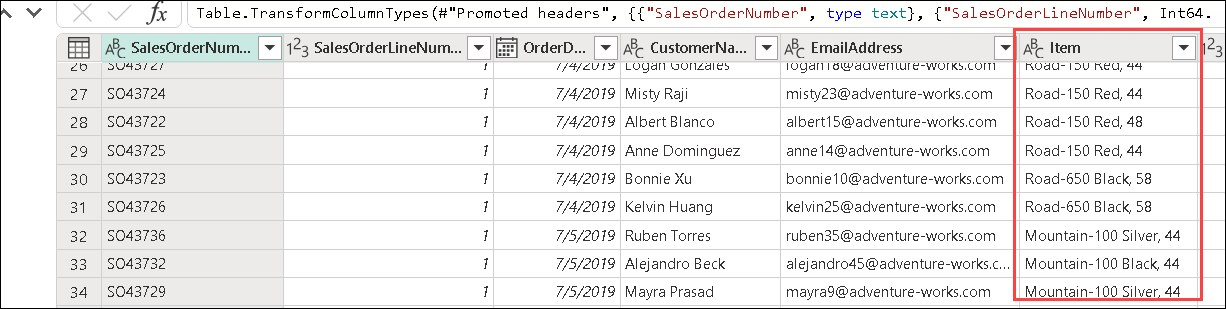 fx Table.TransformColumnTypes(#"Promoted headers", {{"SalesOrderNumber", type text}, {"SalesOrderLineNumber", Int64.
ABC SalesOrderNum... 123 SalesOrderLineNum... OrderD... ABC CustomerNa... ABC EmailAddress ABC Item 123
26 SO43727 1 7/4/2019 Logan Gonzales logan18@adventure-works.com Road-150 Red, 44
27 SO43724 1 7/4/2019 Misty Raji misty23@adventure-works.com Road-150 Red, 44
28 SO43722 1 7/4/2019 Albert Blanco albert15@adventure-works.com Road-150 Red, 48
29 SO43725 1 7/4/2019 Anne Dominguez anne14@adventure-works.com Road-150 Red, 44
30 SO43723 1 7/4/2019 Bonnie Xu bonnie10@adventure-works.com Road-650 Black, 58
31 SO43726 1 7/4/2019 Kelvin Huang kelvin25@adventure-works.com Road-650 Black, 58
32 SO43736 1 7/5/2019 Ruben Torres ruben35@adventure-works.com Mountain-100 Silver, 44
33 SO43732 1 7/5/2019 Alejandro Beck alejandro45@adventure-works.c... Mountain-100 Black, 44
34 SO43729 1 7/5/2019 Mayra Prasad mayra9@adventure-works.com Mountain-100 Silver, 44